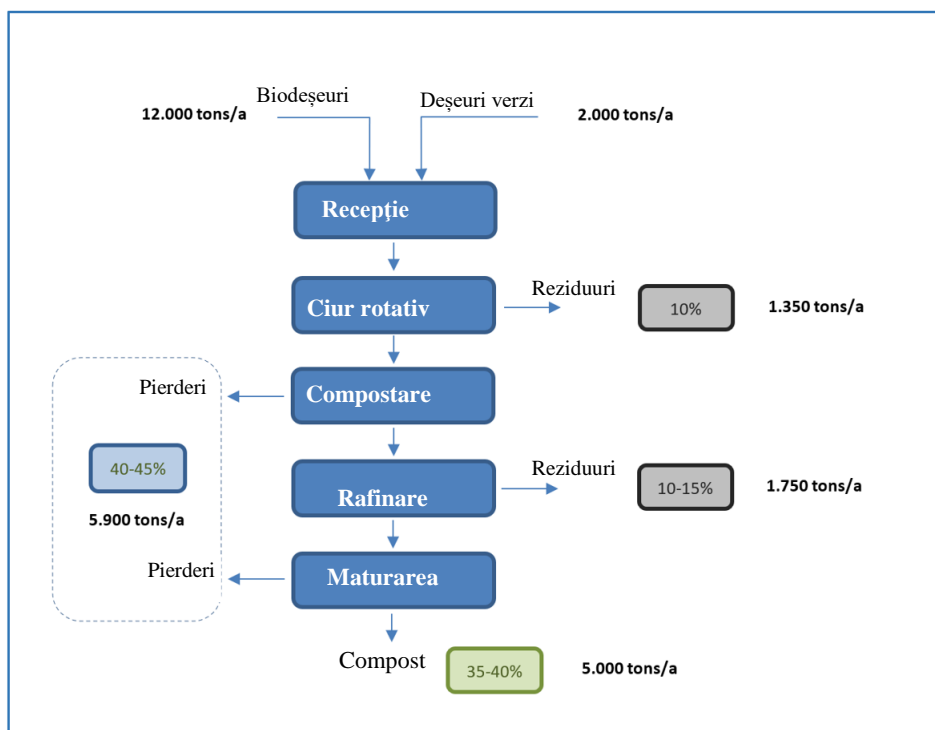 Biodeșeuri
Deșeuri verzi
12.000 tons/a
2.000 tons/a
Recepţie
Ciur rotativ
Reziduuri
10%
1.350 tons/a
Pierderi
Compostare
40-45%
5.900 tons/a
Rafinare
Reziduuri
10-15%
1.750 tons/a
Pierderi
Maturarea
Compost
35-40%
5.000 tons/a